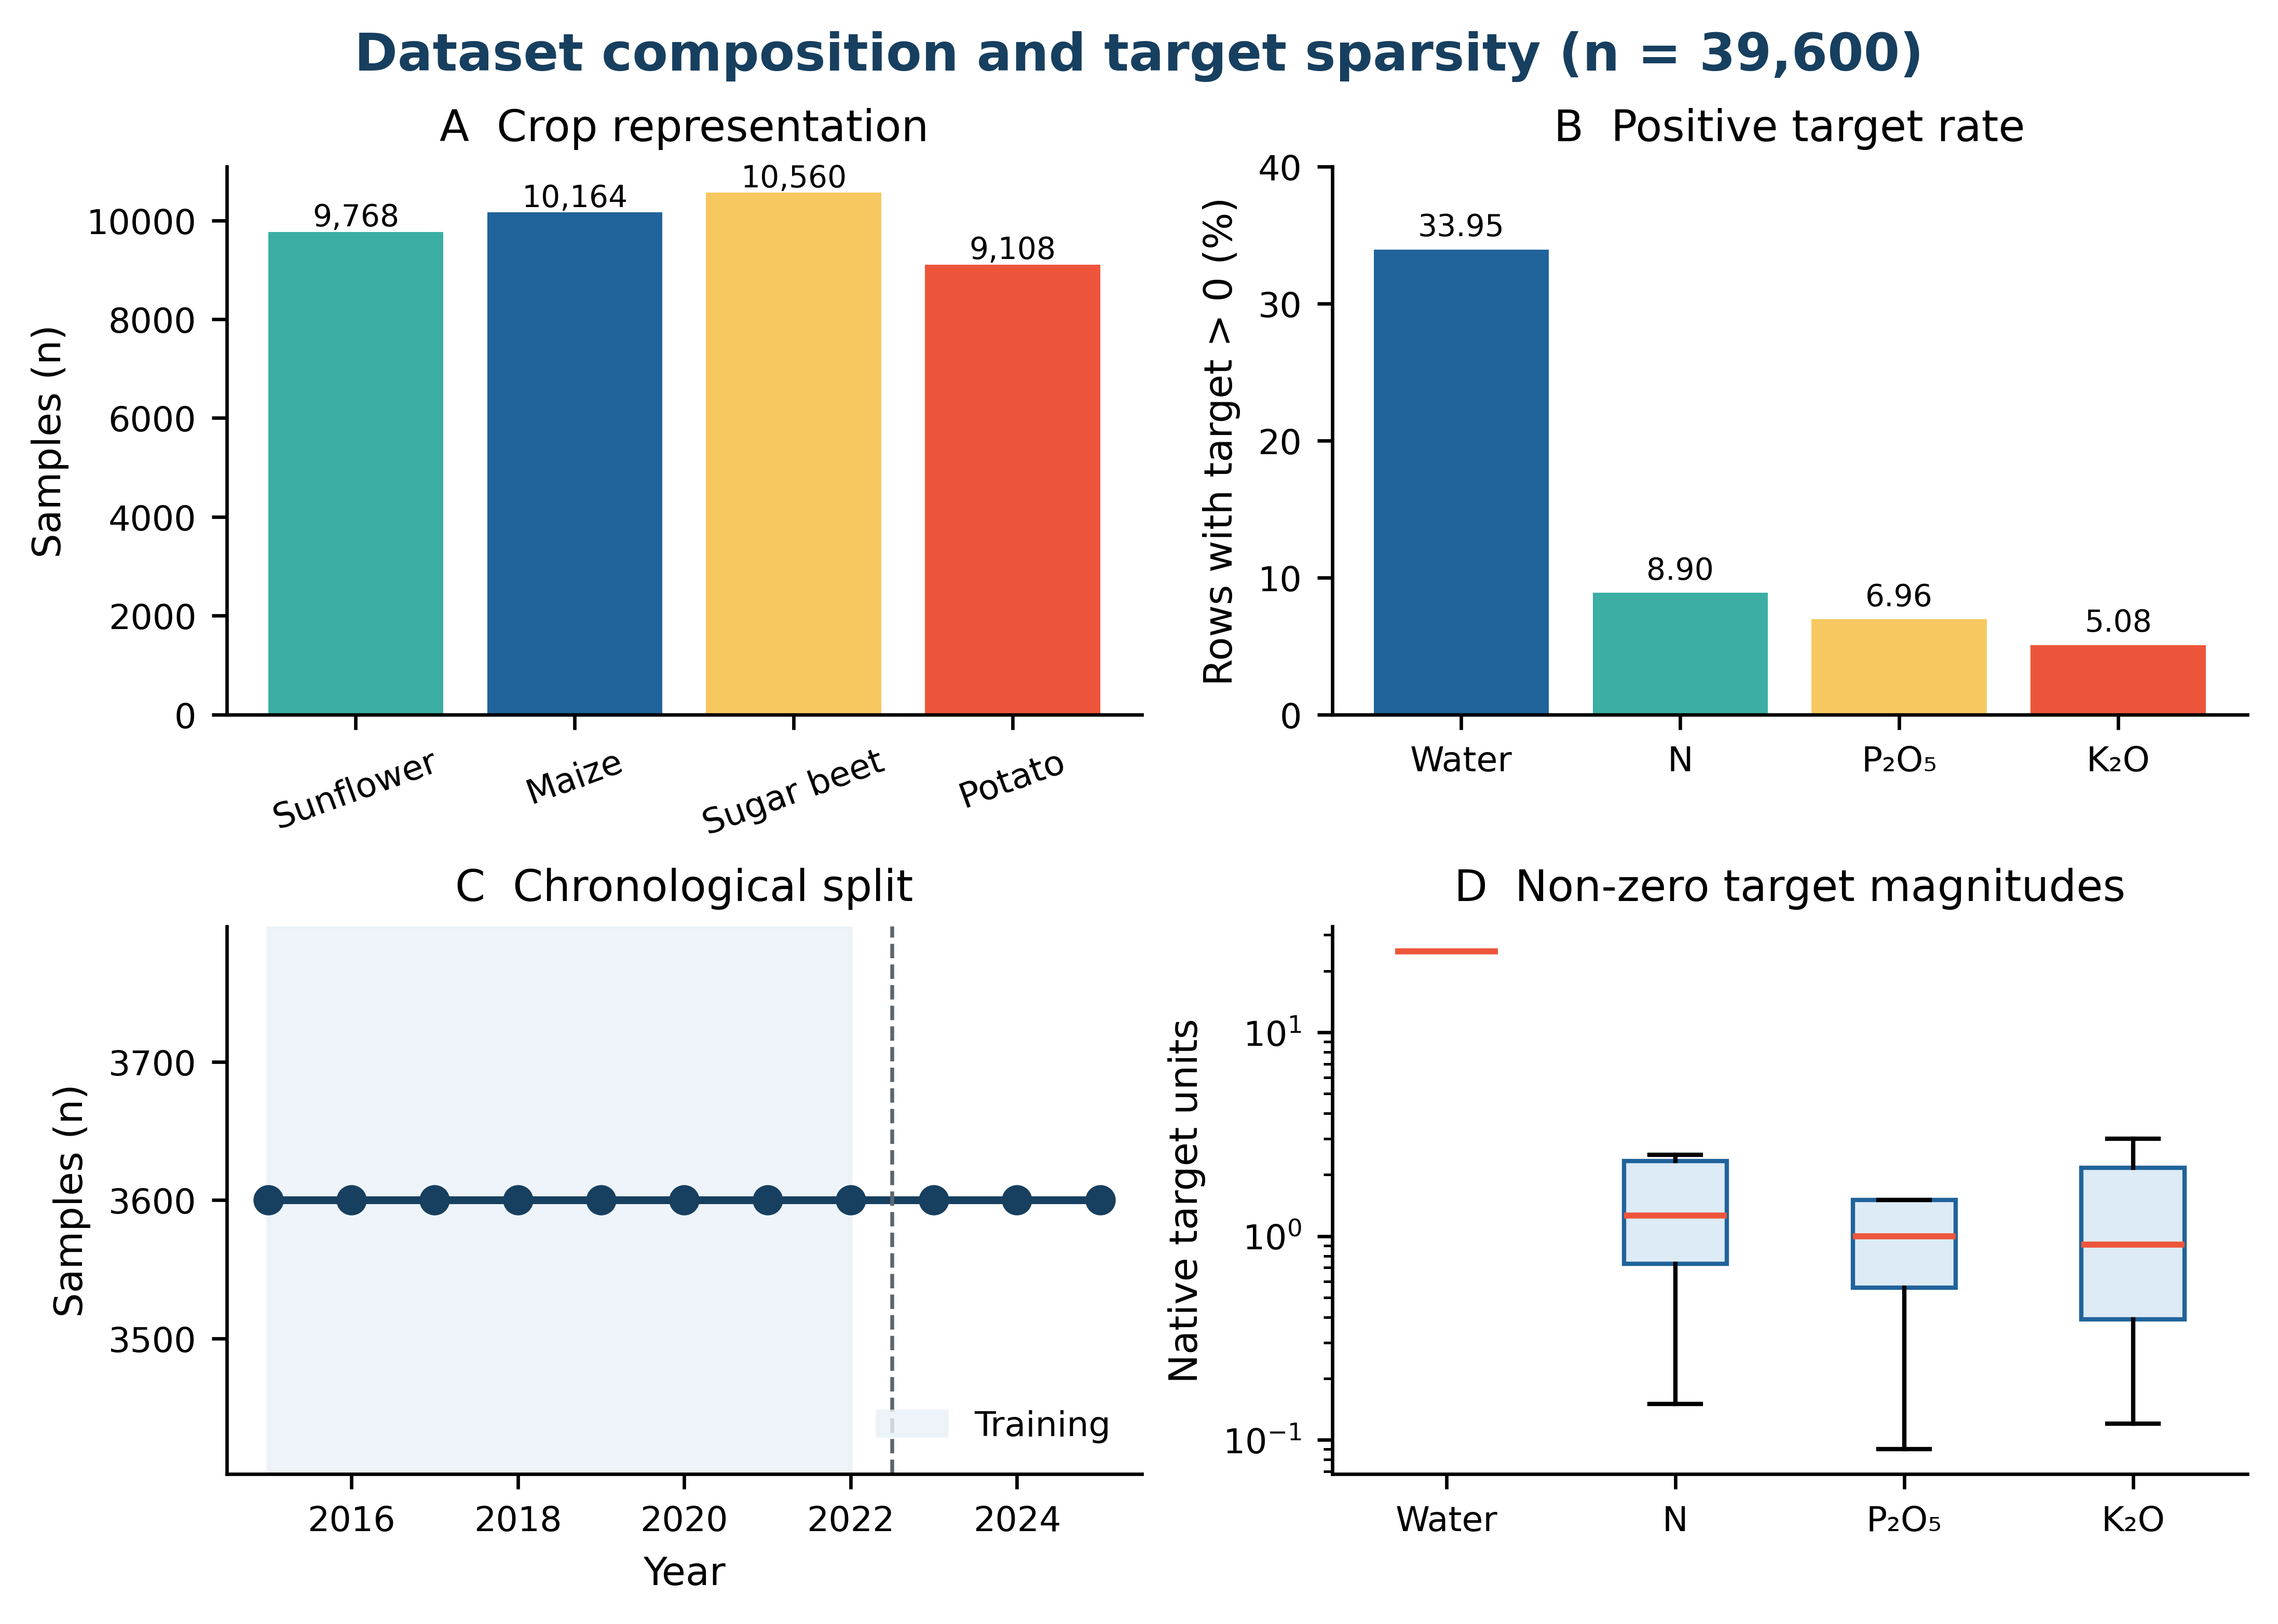 Dataset composition and target sparsity (n = 39,600)
A Crop representation
Samples (n)
10000
8000
6000
4000
2000
0
9,768
10,164
10,560
9,108
Sunflower
Maize
Sugar beet
Potato
B Positive target rate
Rows with target > 0 (%)
40
30
20
10
0
33.95
8.90
6.96
5.08
Water
N
P₂O₅
K₂O
C Chronological split
Samples (n)
3700
3600
3500
Training
2016
2018
2020
2022
2024
Year
D Non-zero target magnitudes
Native target units
10¹
10⁰
10⁻¹
Water
N
P₂O₅
K₂O